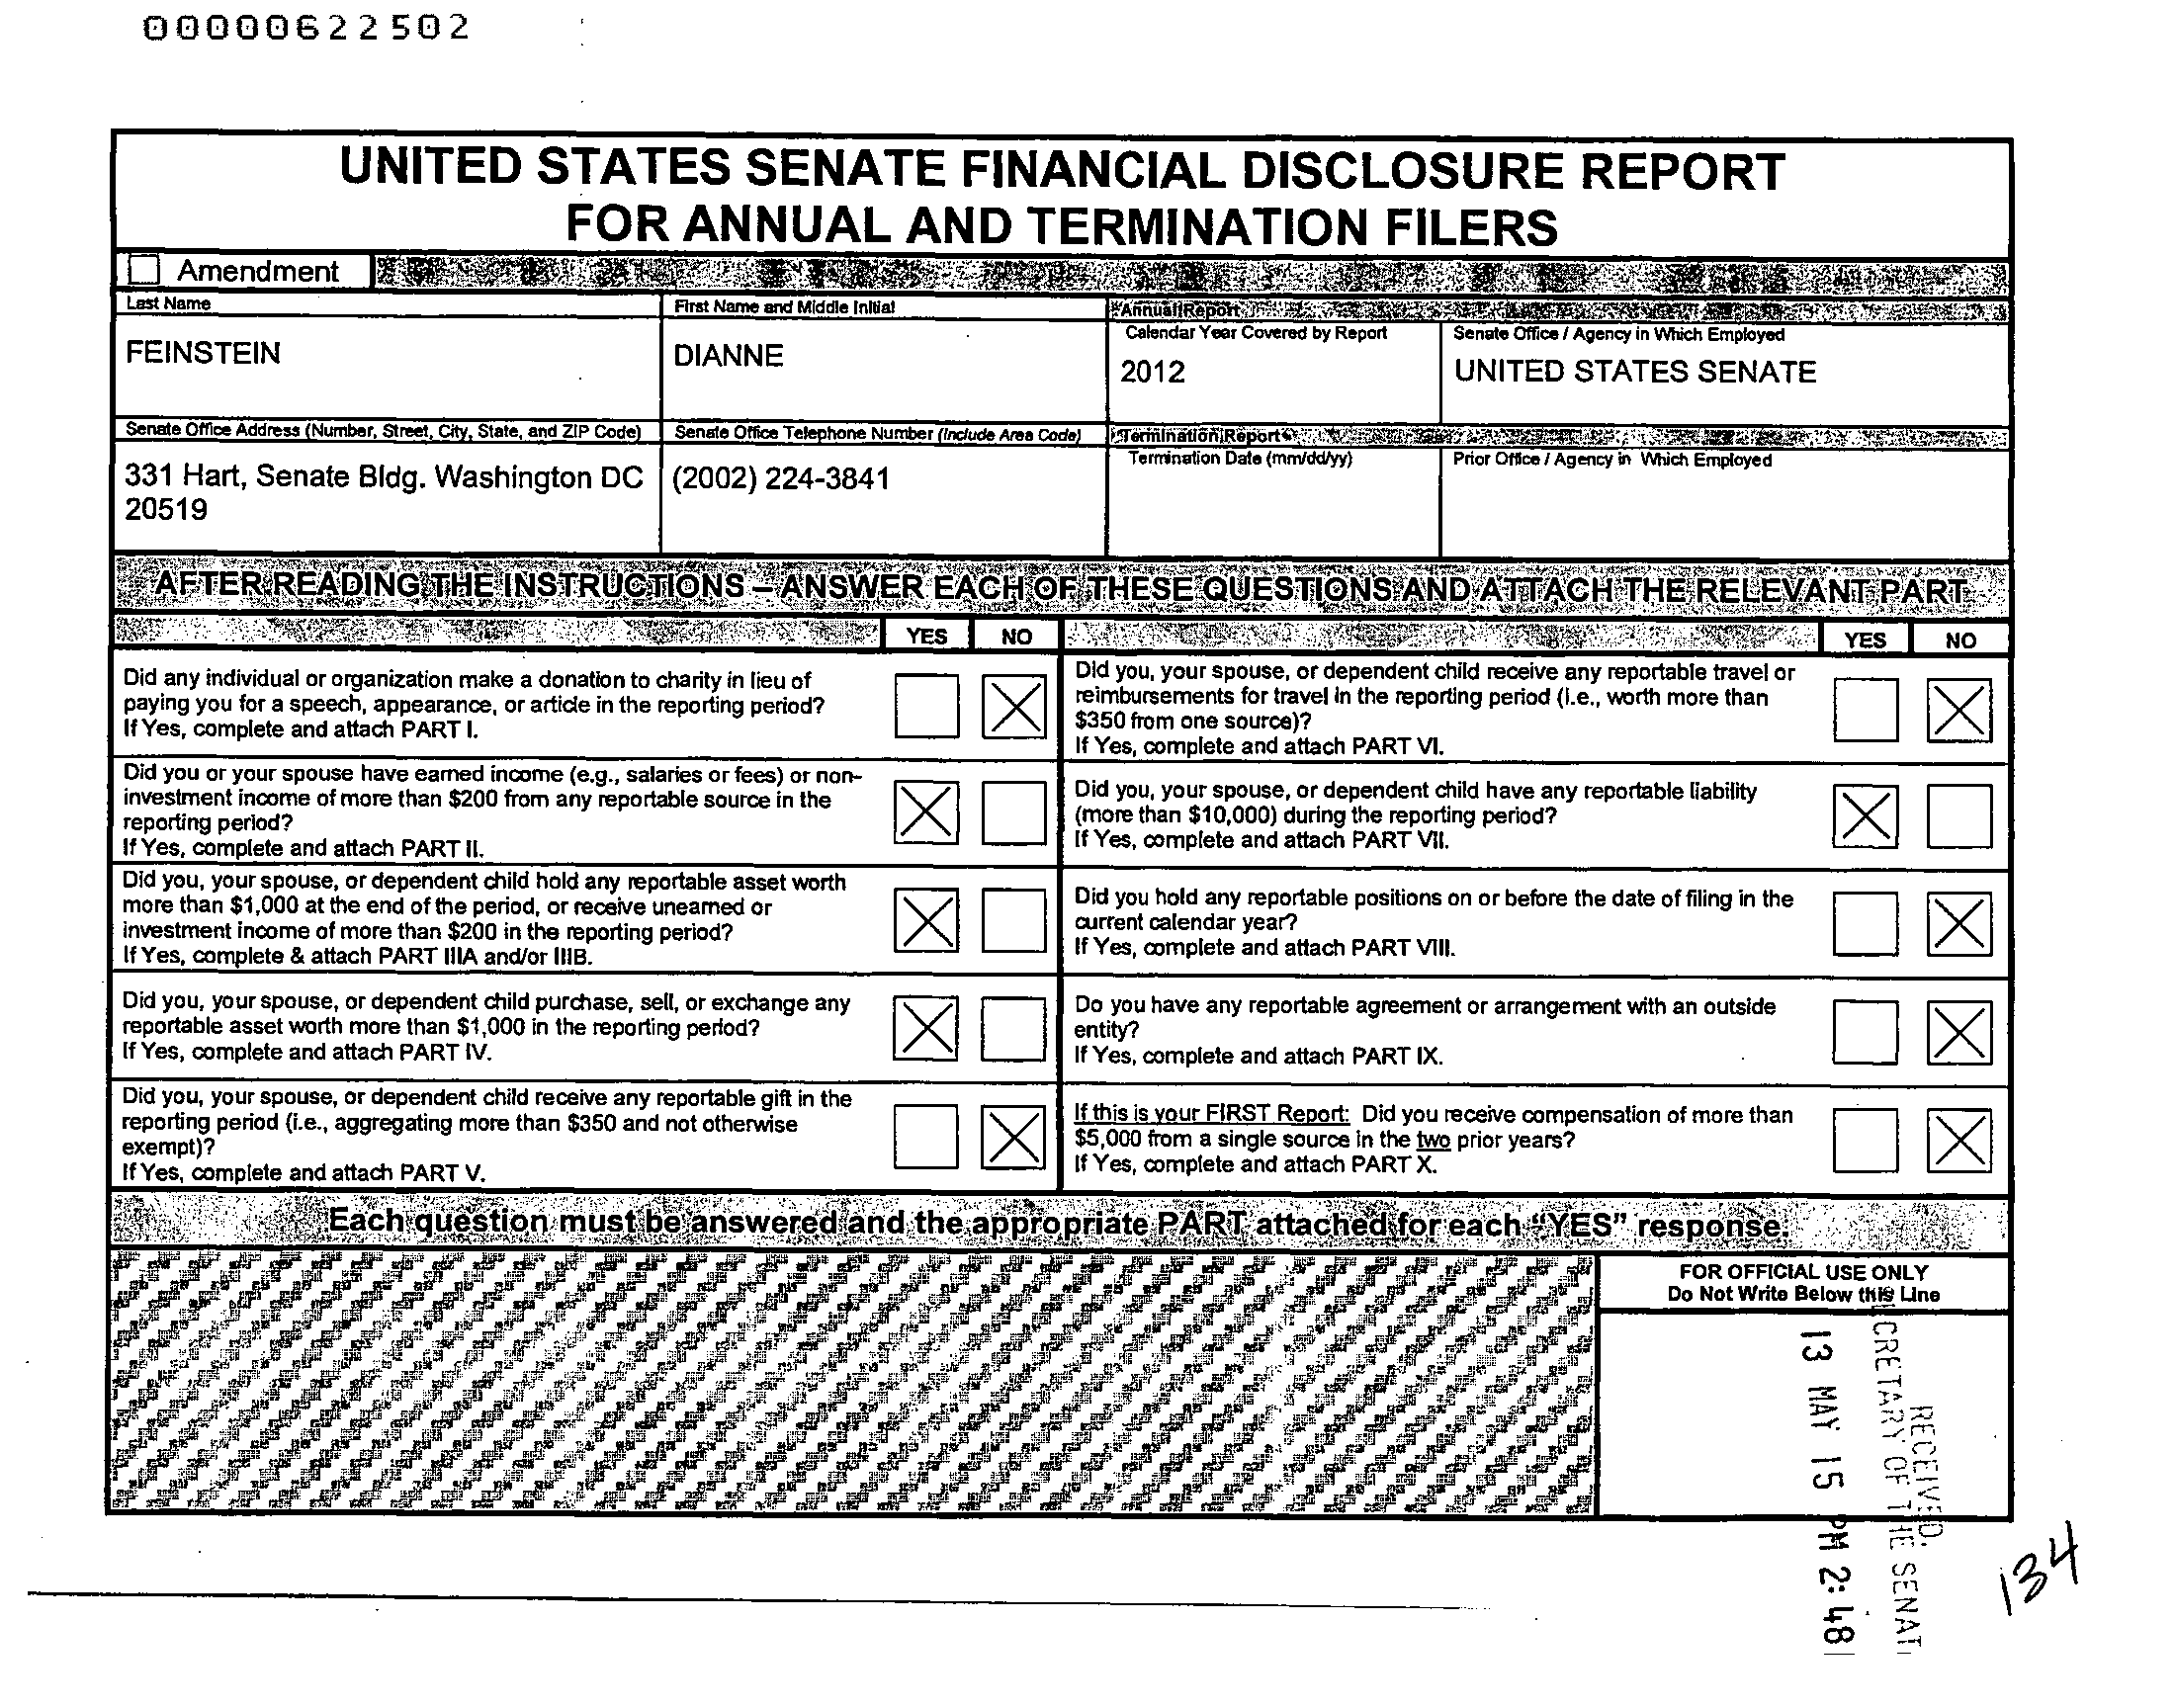 00000622502
UNITED STATES SENATE FINANCIAL DISCLOSURE REPORT
FOR ANNUAL AND TERMINATION FILERS
Amendment
Last Name
First Name and Middle Initial
Annual Report
Calendar Year Covered by Report
Senate Office / Agency in Which Employed
FEINSTEIN
DIANNE
2012
UNITED STATES SENATE
Senate Office Address (Number, Street, City, State, and ZIP Code)
Senate Office Telephone Number (Include Area Code)
Termination Report
Termination Date (mm/dd/yy)
Prior Office / Agency in Which Employed
331 Hart, Senate Bldg. Washington DC
20519
(2002) 224-3841
AFTER READING THE INSTRUCTIONS – ANSWER EACH OF THESE QUESTIONS AND ATTACH THE RELEVANT PART
YES NO
YES NO
Did any individual or organization make a donation to charity in lieu of
paying you for a speech, appearance, or article in the reporting period?
If Yes, complete and attach PART I.
Did you, your spouse, or dependent child receive any reportable travel or
reimbursements for travel in the reporting period (i.e., worth more than
$350 from one source)?
If Yes, complete and attach PART VI.
Did you or your spouse have earned income (e.g., salaries or fees) or non-
investment income of more than $200 from any reportable source in the
reporting period?
If Yes, complete and attach PART II.
Did you, your spouse, or dependent child have any reportable liability
(more than $10,000) during the reporting period?
If Yes, complete and attach PART VII.
Did you, your spouse, or dependent child hold any reportable asset worth
more than $1,000 at the end of the period, or receive unearned or
investment income of more than $200 in the reporting period?
If Yes, complete & attach PART IIIA and/or IIIB.
Did you hold any reportable positions on or before the date of filing in the
current calendar year?
If Yes, complete and attach PART VIII.
Did you, your spouse, or dependent child purchase, sell, or exchange any
reportable asset worth more than $1,000 in the reporting period?
If Yes, complete and attach PART IV.
Do you have any reportable agreement or arrangement with an outside
entity?
If Yes, complete and attach PART IX.
Did you, your spouse, or dependent child receive any reportable gift in the
reporting period (i.e., aggregating more than $350 and not otherwise
exempt)?
If Yes, complete and attach PART V.
If this is your FIRST Report: Did you receive compensation of more than
$5,000 from a single source in the two prior years?
If Yes, complete and attach PART X.
Each question must be answered and the appropriate PART attached for each “YES” response.
FOR OFFICIAL USE ONLY
Do Not Write Below this Line
RECEIVED
CRETARY OF THE SENAT
13 MAY 15 PM 2:48
134